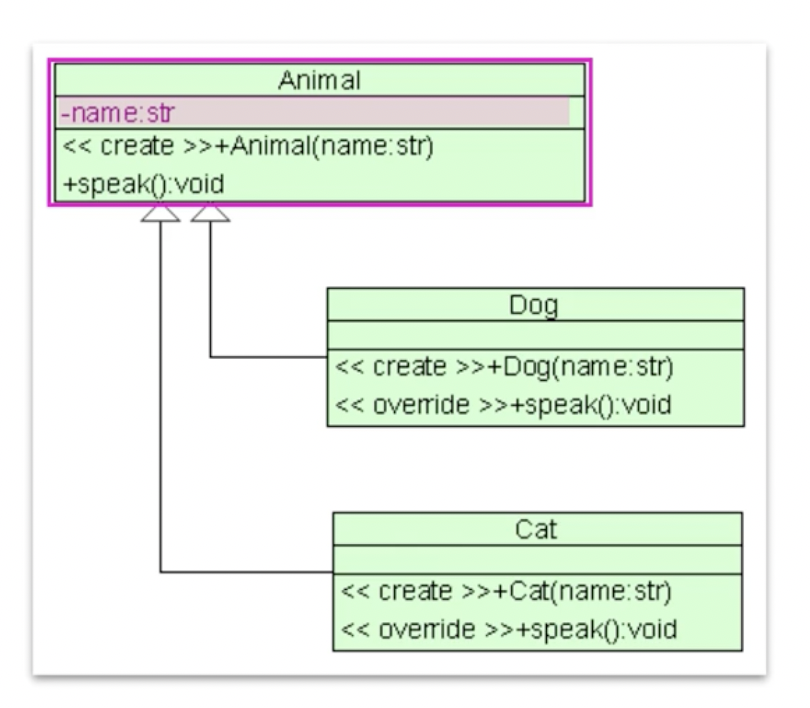 Animal
-name:str
<< create >>+Animal(name:str)
+speak():void
Dog
<< create >>+Dog(name:str)
<< override >>+speak():void
Cat
<< create >>+Cat(name:str)
<< override >>+speak():void